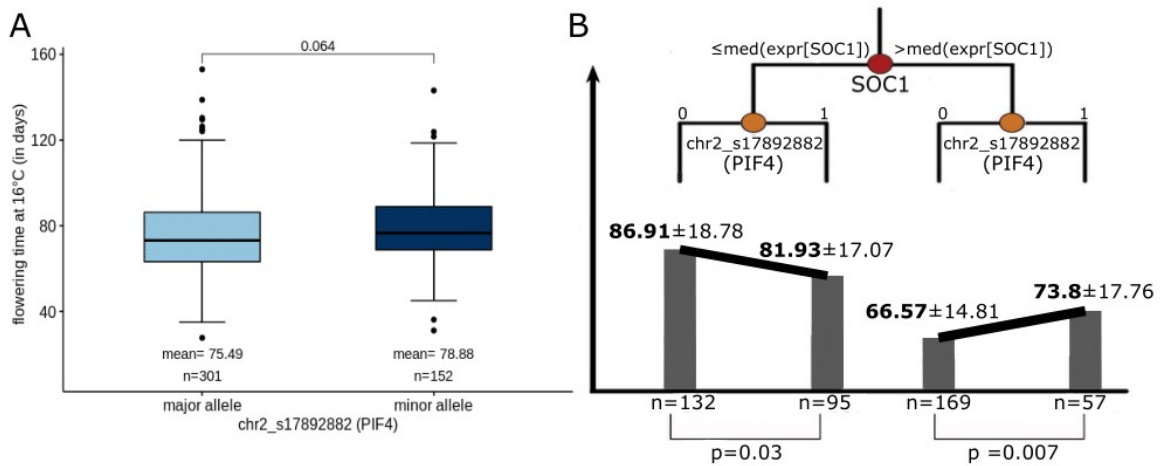 A
0.064
160
120
80
40
flowering time at 16°C (in days)
mean= 75.49
mean= 78.88
n=301
n=152
major allele
minor allele
chr2_s17892882 (PIF4)
B
≤med(expr[SOC1])
>med(expr[SOC1])
SOC1
0
1
0
1
chr2_s17892882
(PIF4)
chr2_s17892882
(PIF4)
86.91±18.78
81.93±17.07
66.57±14.81
73.8±17.76
n=132
n=95
n=169
n=57
p=0.03
p =0.007